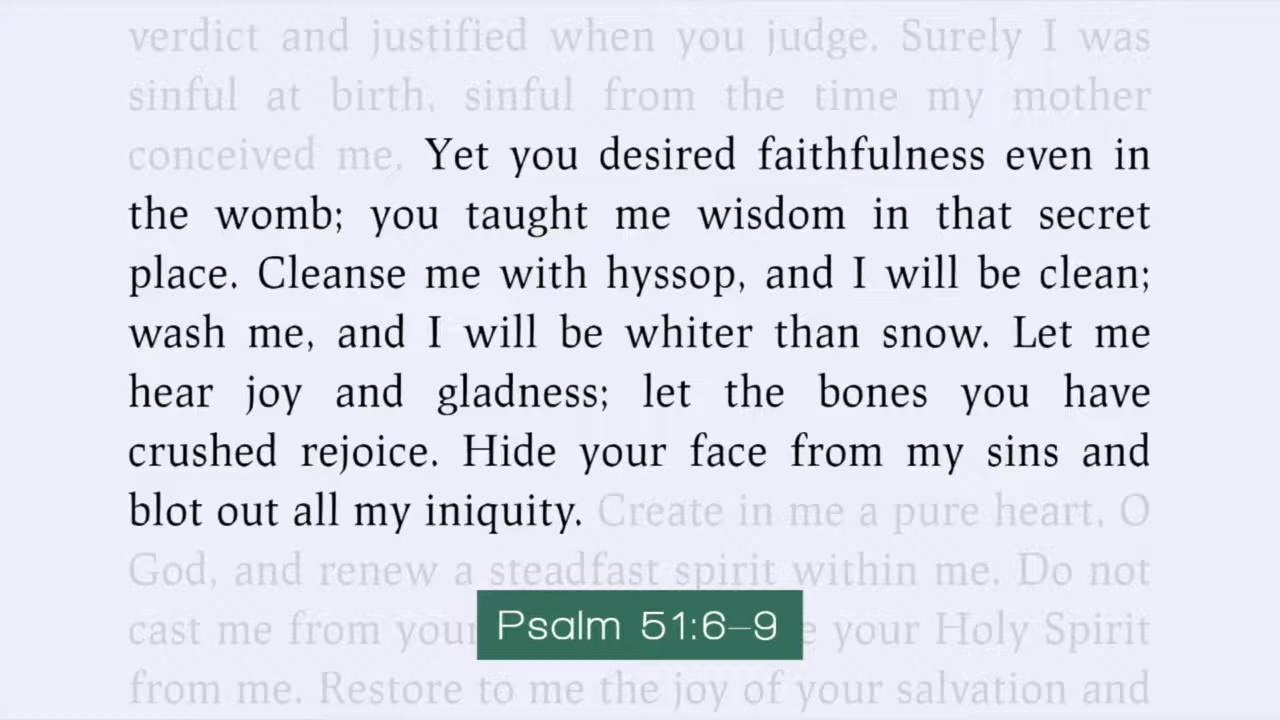 verdict and justified when you judge. Surely I was
sinful at birth, sinful from the time my mother
conceived me. Yet you desired faithfulness even in
the womb; you taught me wisdom in that secret
place. Cleanse me with hyssop, and I will be clean;
wash me, and I will be whiter than snow. Let me
hear joy and gladness; let the bones you have
crushed rejoice. Hide your face from my sins and
blot out all my iniquity. Create in me a pure heart, O
God, and renew a steadfast spirit within me. Do not
cast me from your your Holy Spirit
Psalm 51:6–9
from me. Restore to me the joy of your salvation and